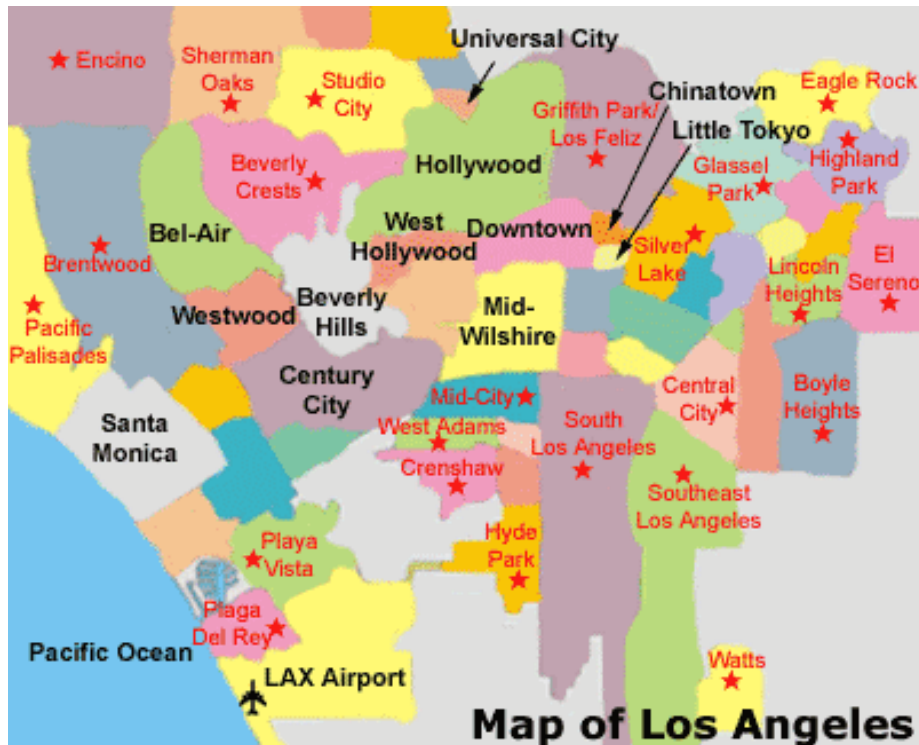 Universal City
Encino
Sherman
Oaks
Studio
City
Eagle Rock
Chinatown
Griffith Park/
Los Feliz
Little Tokyo
Beverly
Crests
Hollywood
Glassel
Park
Highland
Park
West
Hollywood
Downtown
Bel-Air
Silver
Lake
Brentwood
El
Sereno
Lincoln
Heights
Beverly
Hills
Mid-
Wilshire
Westwood
Pacific
Palisades
Century
City
Mid-City
Central
City
Boyle
Heights
Santa
Monica
West Adams
South
Los Angeles
Crenshaw
Southeast
Los Angeles
Hyde
Park
Playa
Vista
Plaga
Del Rey
Pacific Ocean
LAX Airport
Watts
Map of Los Angeles